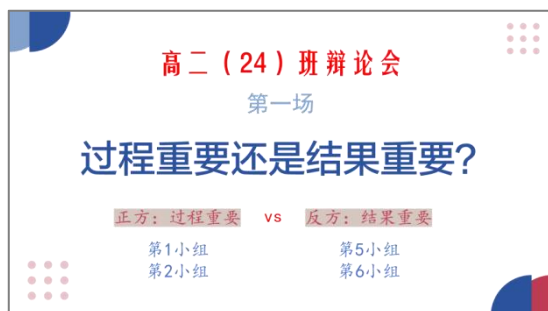 高二（24）班辩论会
第一场
过程重要还是结果重要?
正方：过程重要 vs 反方：结果重要
第1小组 第5小组
第2小组 第6小组